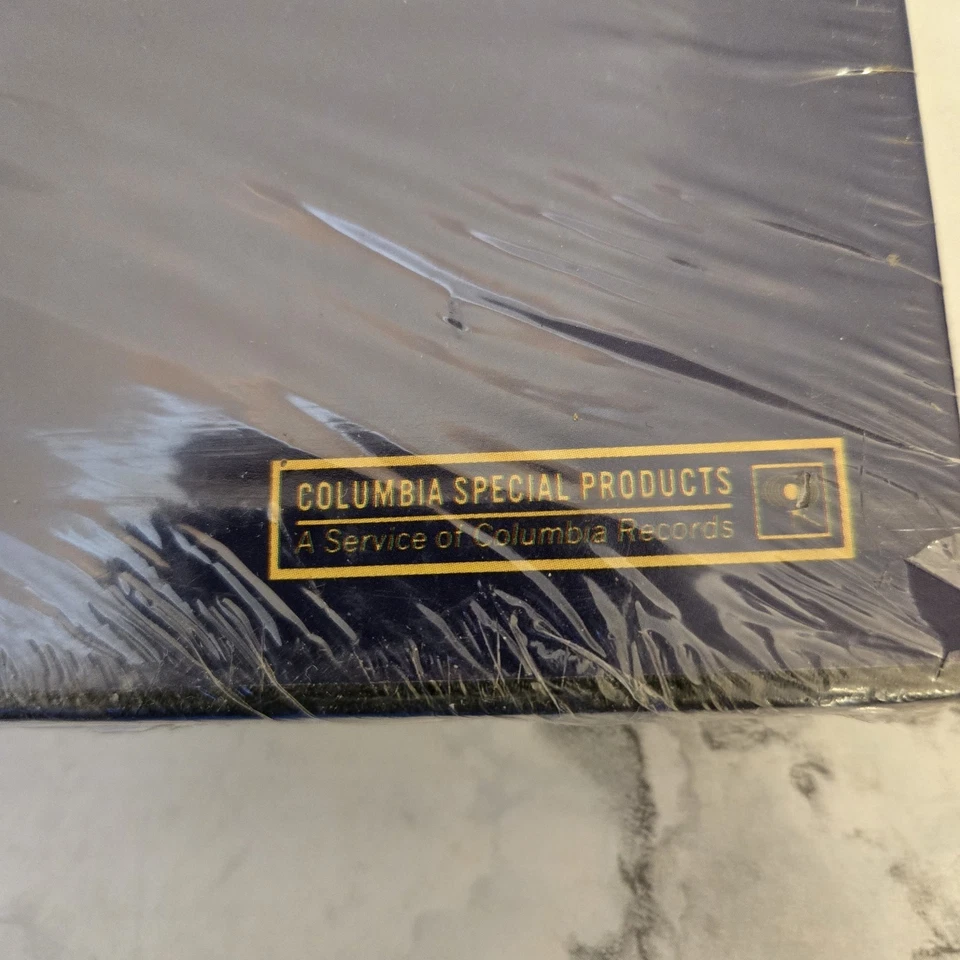 COLUMBIA SPECIAL PRODUCTS
A Service of Columbia Records